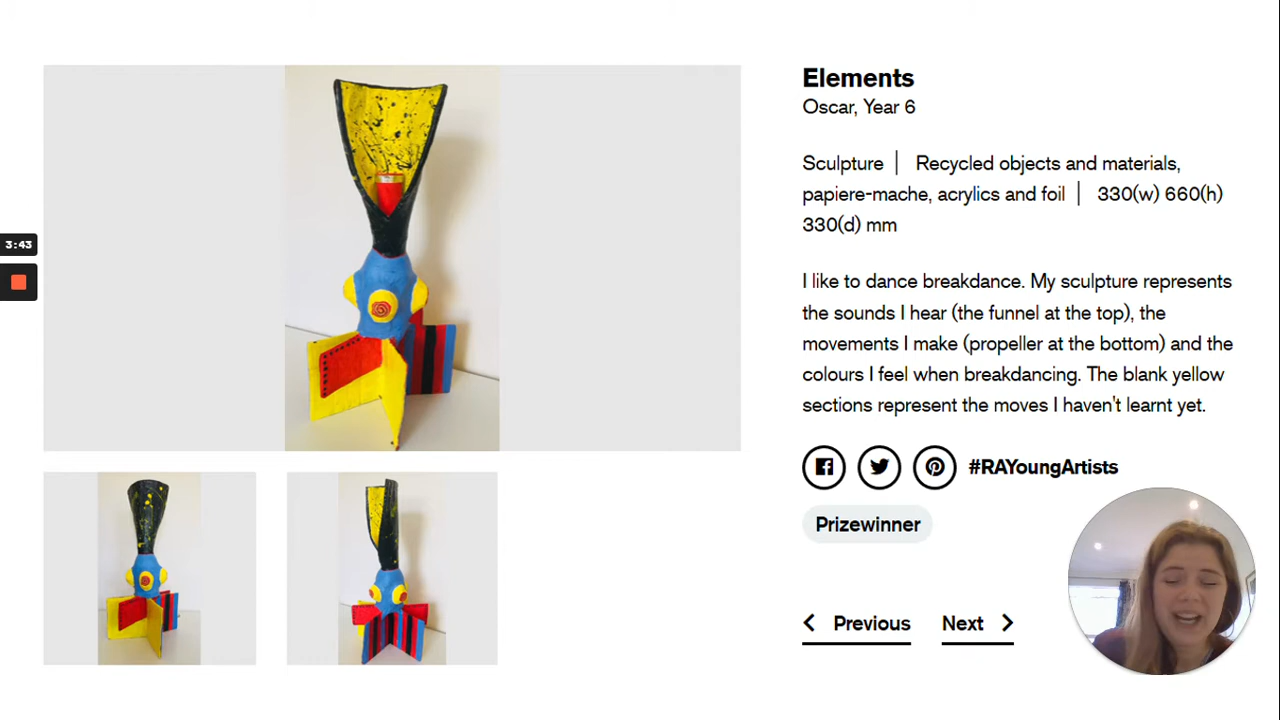 Elements
Oscar, Year 6
Sculpture | Recycled objects and materials,
papiere-mache, acrylics and foil | 330(w) 660(h)
330(d) mm
3:43
I like to dance breakdance. My sculpture represents
the sounds I hear (the funnel at the top), the
movements I make (propeller at the bottom) and the
colours I feel when breakdancing. The blank yellow
sections represent the moves I haven't learnt yet.
#RAYoungArtists
Prizewinner
Previous
Next